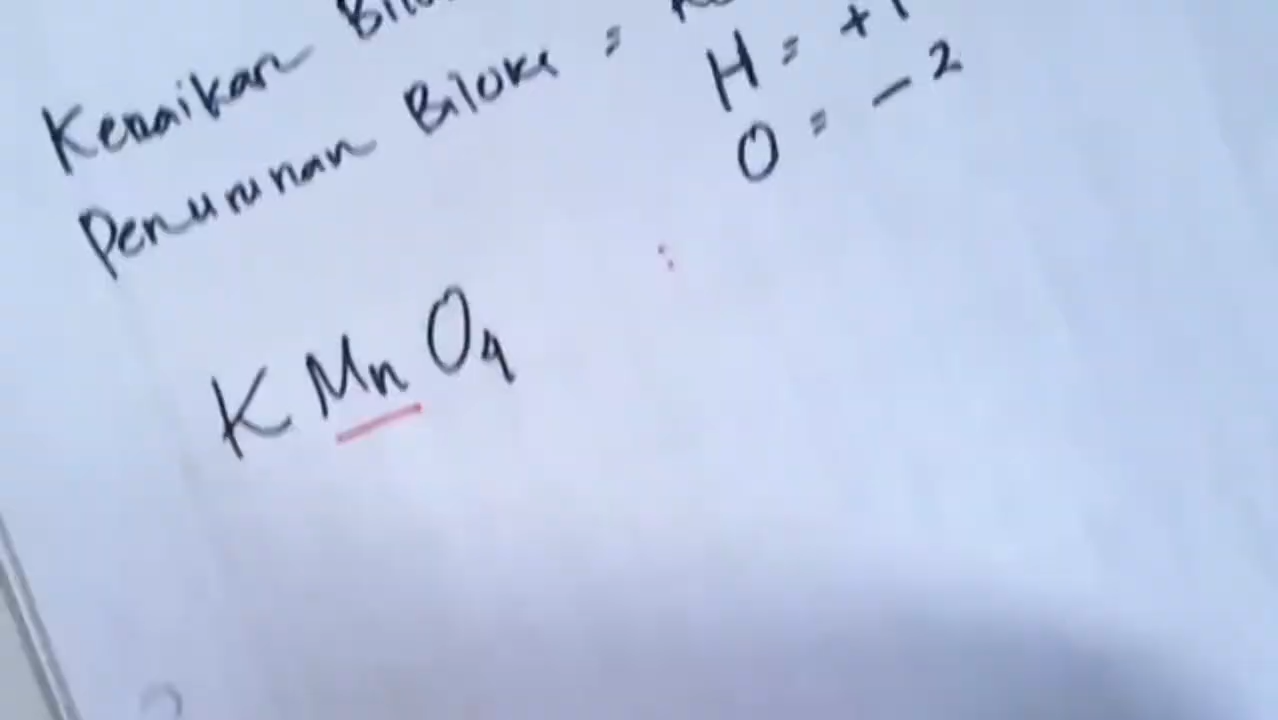 Kenaikan
Penurunan Biloks =
H = +1
O = -2
KMnO4